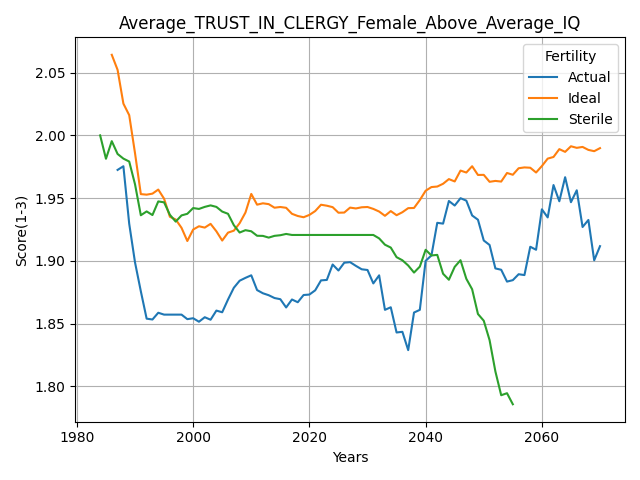 Average_TRUST_IN_CLERGY_Female_Above_Average_IQ
Fertility
Actual
Ideal
Sterile
Score(1-3)
2.05
2.00
1.95
1.90
1.85
1.80
1980
2000
2020
2040
2060
Years